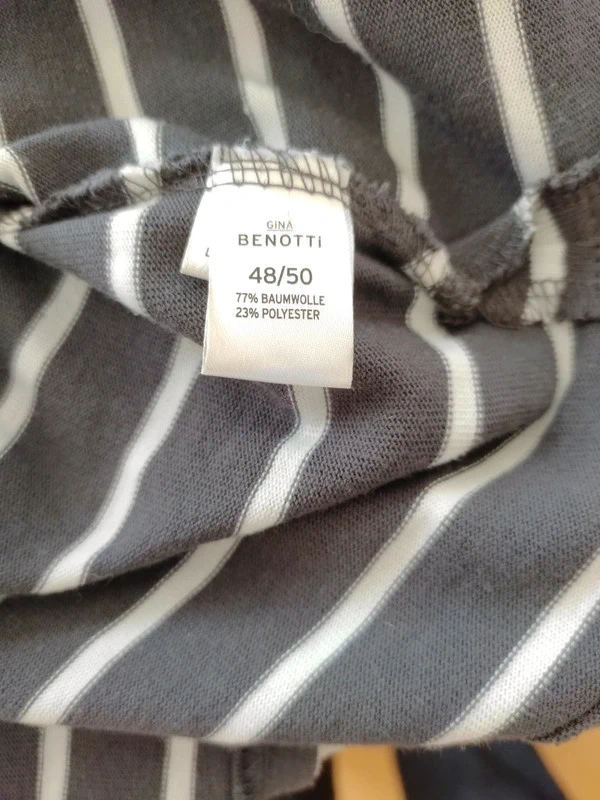 GINA
BENOTTI
48/50
77% BAUMWOLLE
23% POLYESTER